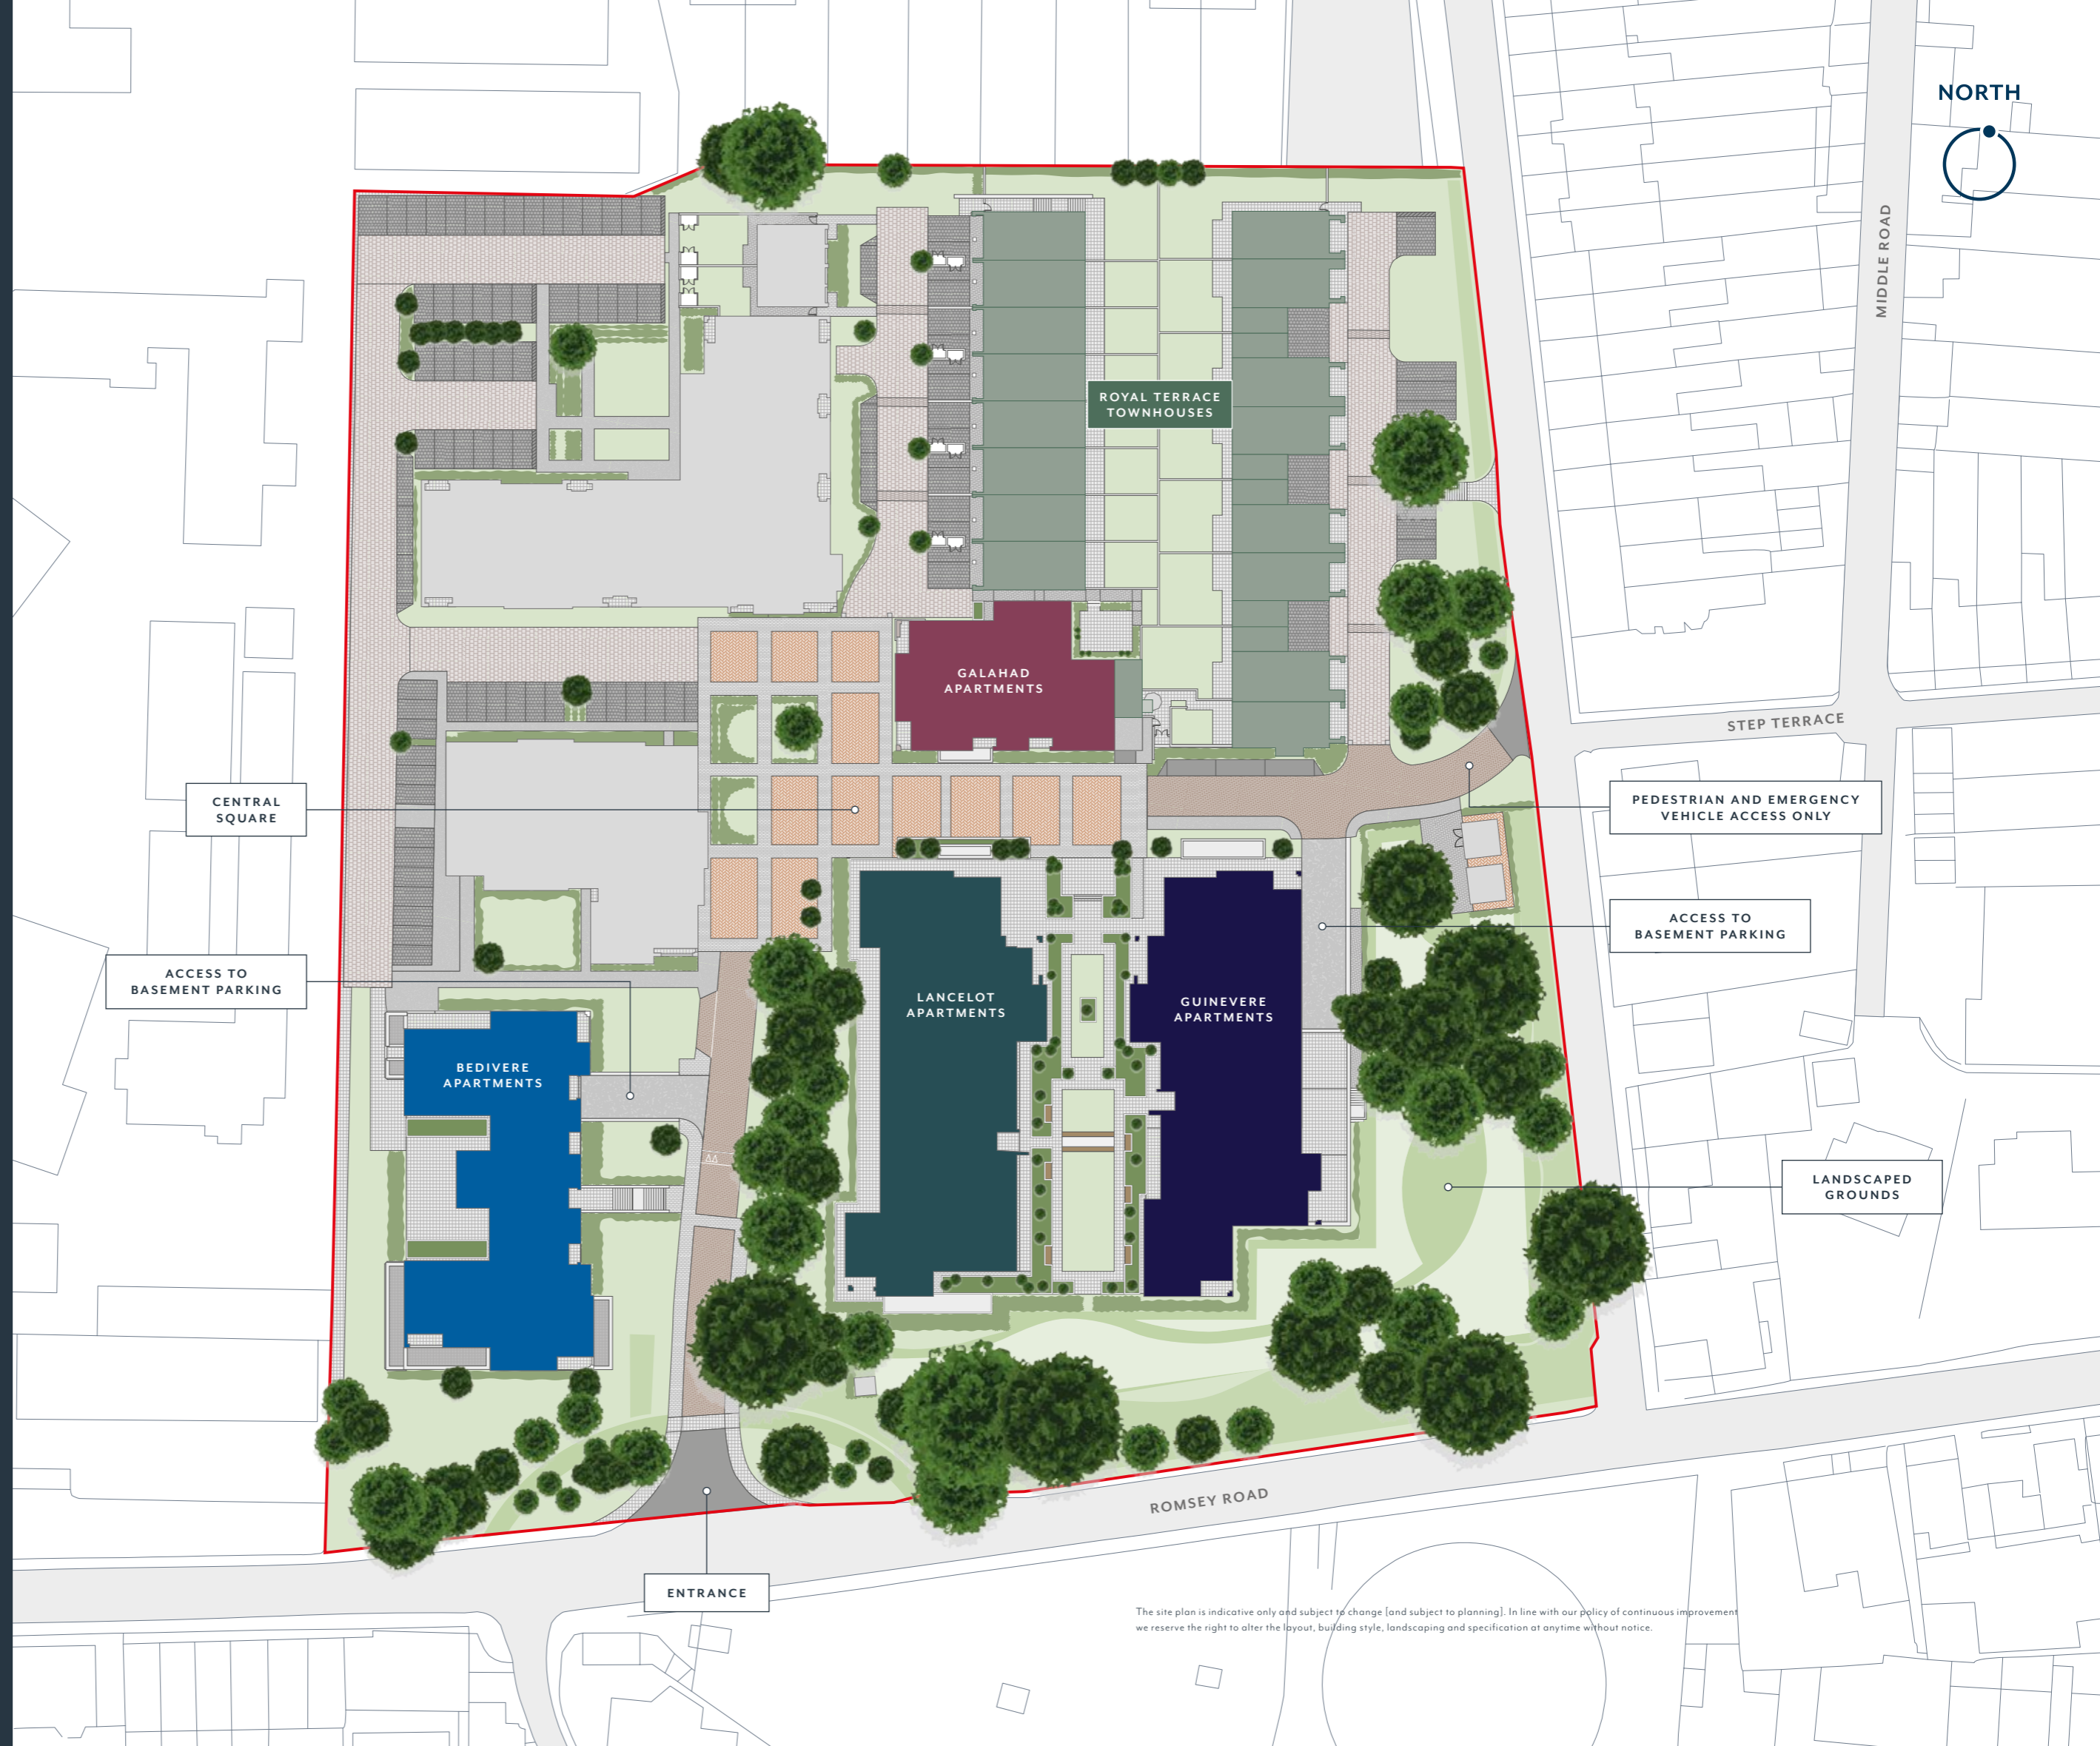 NORTH
MIDDLE ROAD
ROYAL TERRACE
TOWNHOUSES
GALAHAD
APARTMENTS
STEP TERRACE
CENTRAL
SQUARE
PEDESTRIAN AND EMERGENCY
VEHICLE ACCESS ONLY
ACCESS TO
BASEMENT PARKING
ACCESS TO
BASEMENT PARKING
LANCELOT
APARTMENTS
GUINEVERE
APARTMENTS
BEDIVERE
APARTMENTS
LANDSCAPED
GROUNDS
ROMSEY ROAD
ENTRANCE
The site plan is indicative only and subject to change [and subject to planning]. In line with our policy of continuous improvement
we reserve the right to alter the layout, building style, landscaping and specification at anytime without notice.